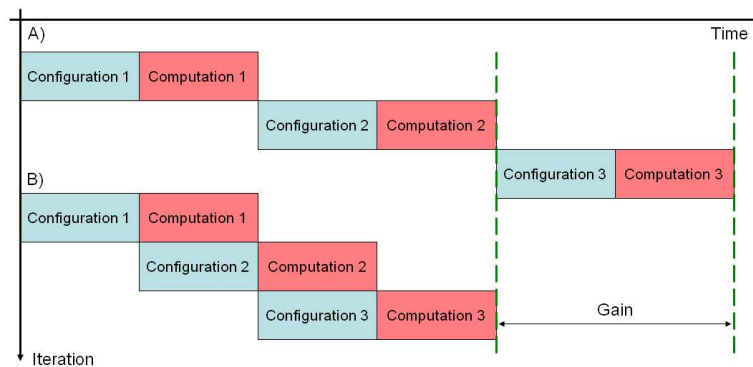 A)
Time
Configuration 1
Computation 1
Configuration 2
Computation 2
Configuration 3
Computation 3
B)
Configuration 1
Computation 1
Configuration 2
Computation 2
Configuration 3
Computation 3
Gain
Iteration